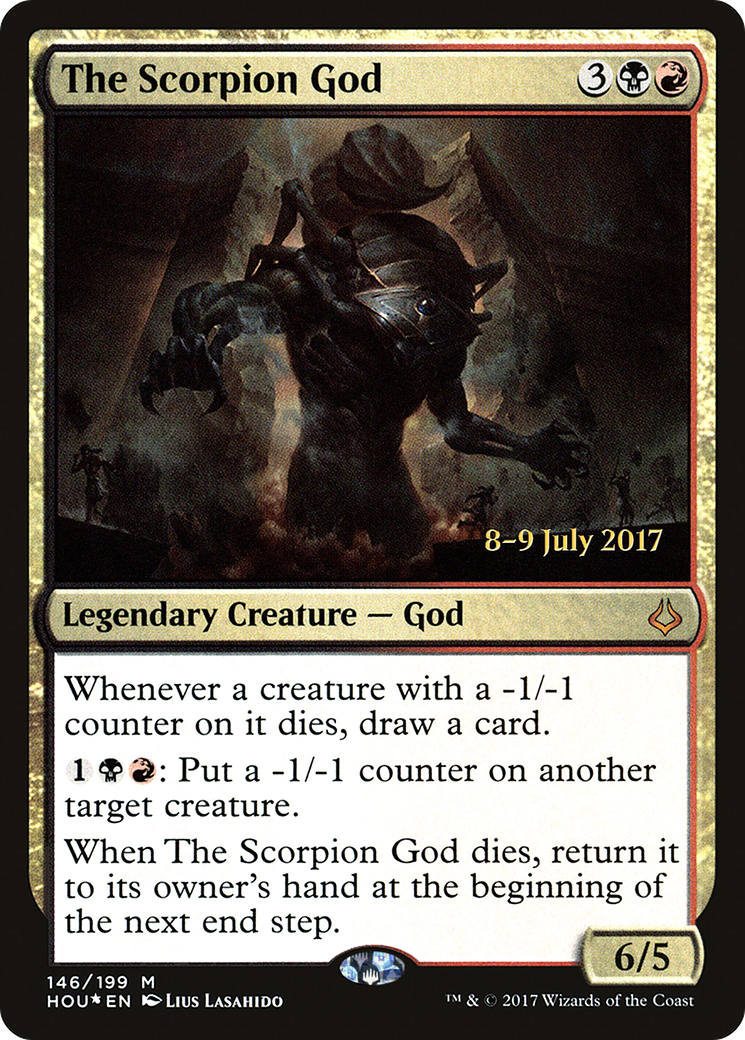 The Scorpion God 3
8–9 July 2017
Legendary Creature — God
Whenever a creature with a -1/-1
counter on it dies, draw a card.
1 : Put a -1/-1 counter on another
target creature.
When The Scorpion God dies, return it
to its owner's hand at the beginning of
the next end step.
6/5
146/199 M
HOU★EN Lius Lasahido
™ & © 2017 Wizards of the Coast